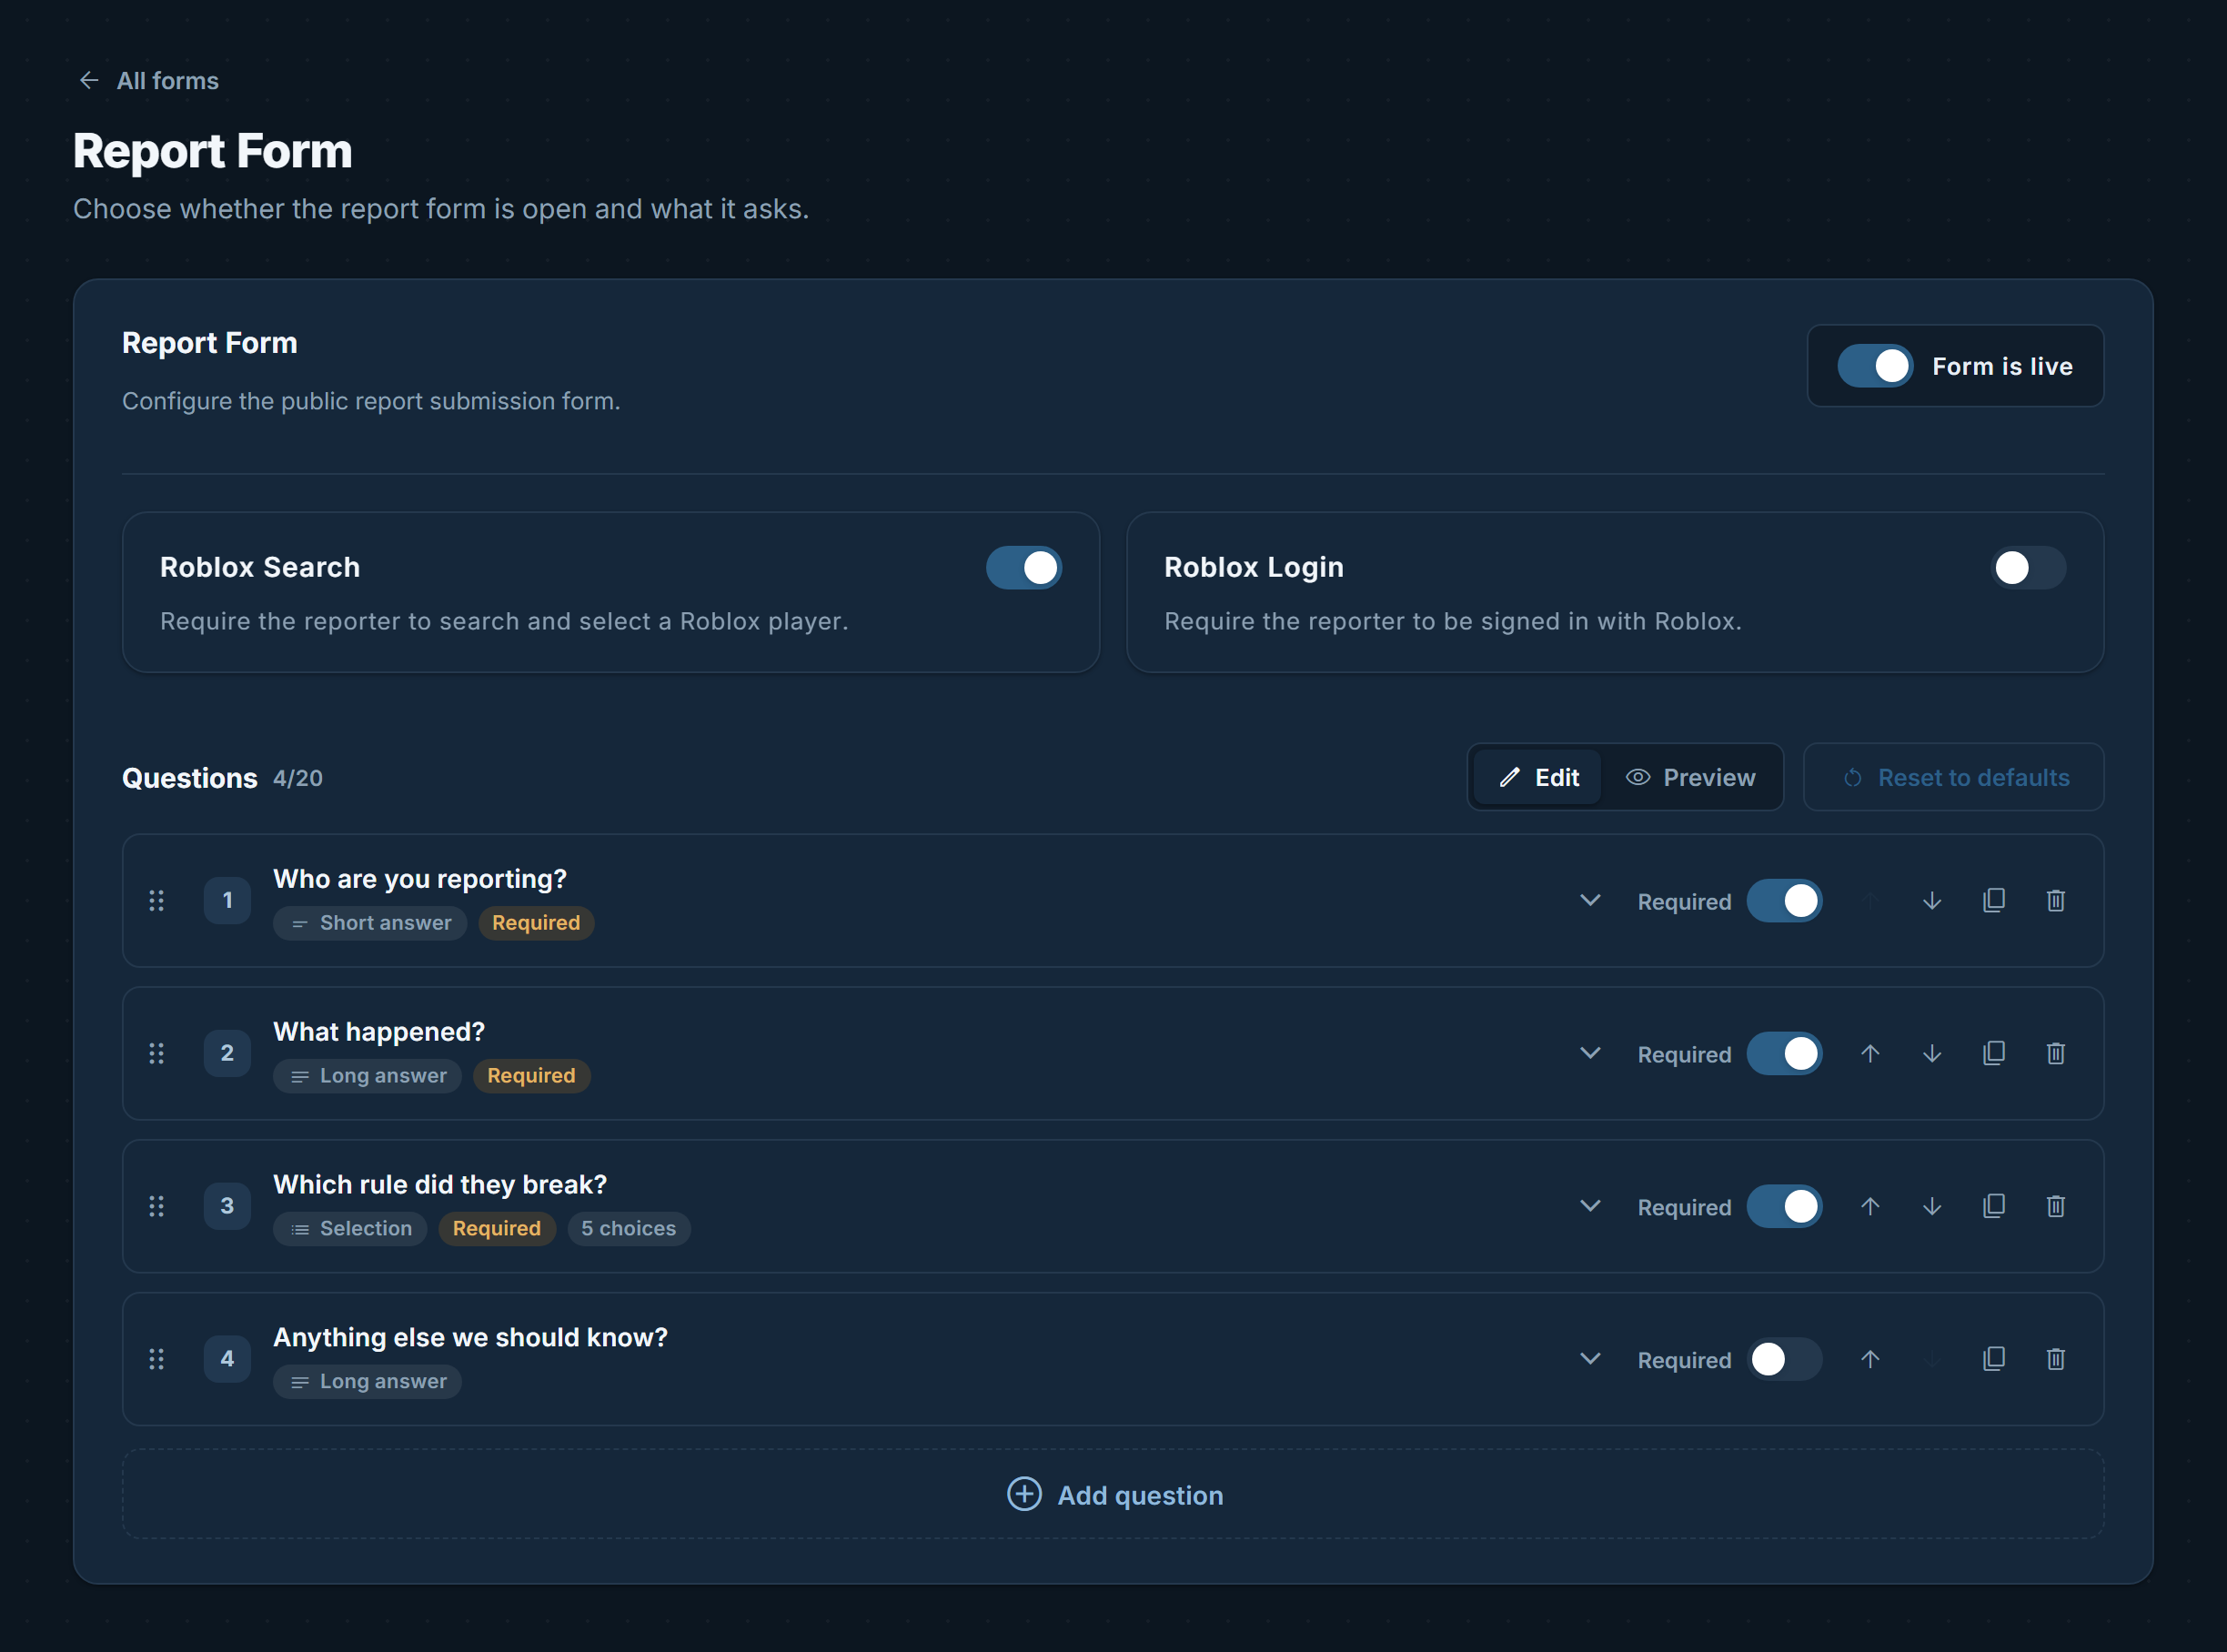 All forms
Report Form
Choose whether the report form is open and what it asks.
Report Form
Form is live
Configure the public report submission form.
Roblox Search
Require the reporter to search and select a Roblox player.
Roblox Login
Require the reporter to be signed in with Roblox.
Questions 4/20
Edit
Preview
Reset to defaults
1
Who are you reporting?
Short answer
Required
Required
2
What happened?
Long answer
Required
Required
3
Which rule did they break?
Selection
Required
5 choices
Required
4
Anything else we should know?
Long answer
Required
Add question